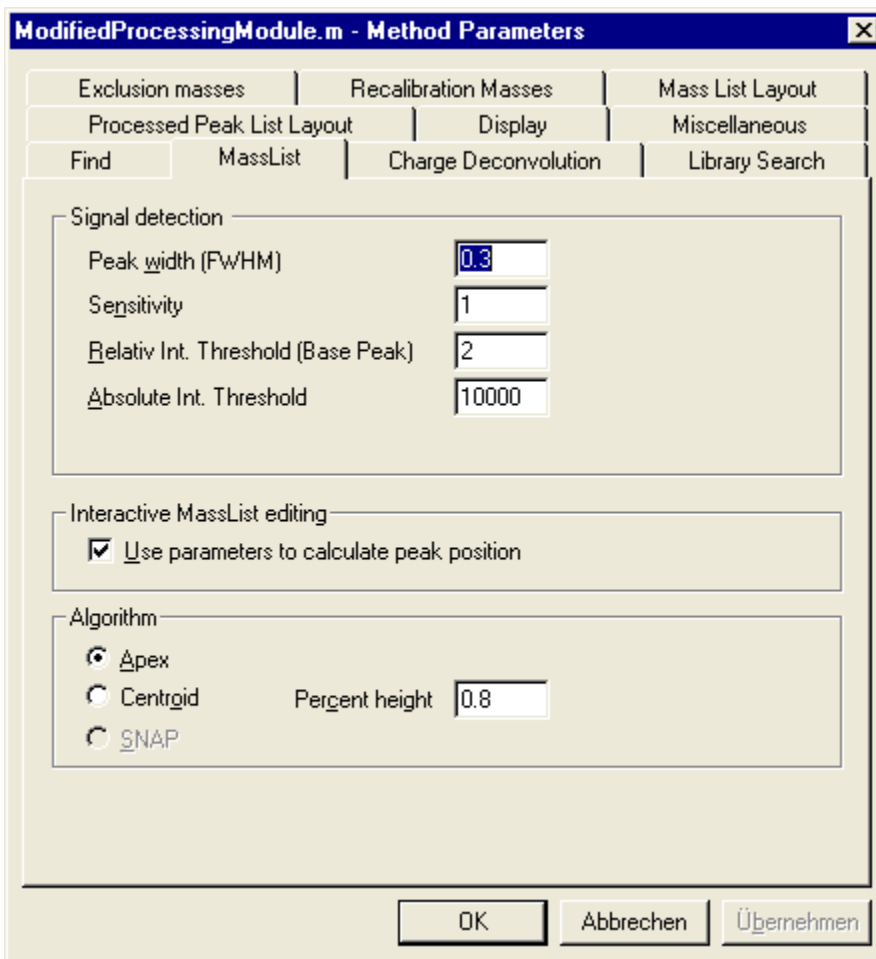 ModifiedProcessingModule.m - Method Parameters
Exclusion masses Recalibration Masses Mass List Layout
Processed Peak List Layout Display Miscellaneous
Find MassList Charge Deconvolution Library Search
Signal detection
Peak width (FWHM) 0.3
Sensitivity 1
Relativ Int. Threshold (Base Peak) 2
Absolute Int. Threshold 10000
Interactive MassList editing
Use parameters to calculate peak position
Algorithm
Apex
Centroid Percent height 0.8
SNAP
OK Abbrechen Übernehmen